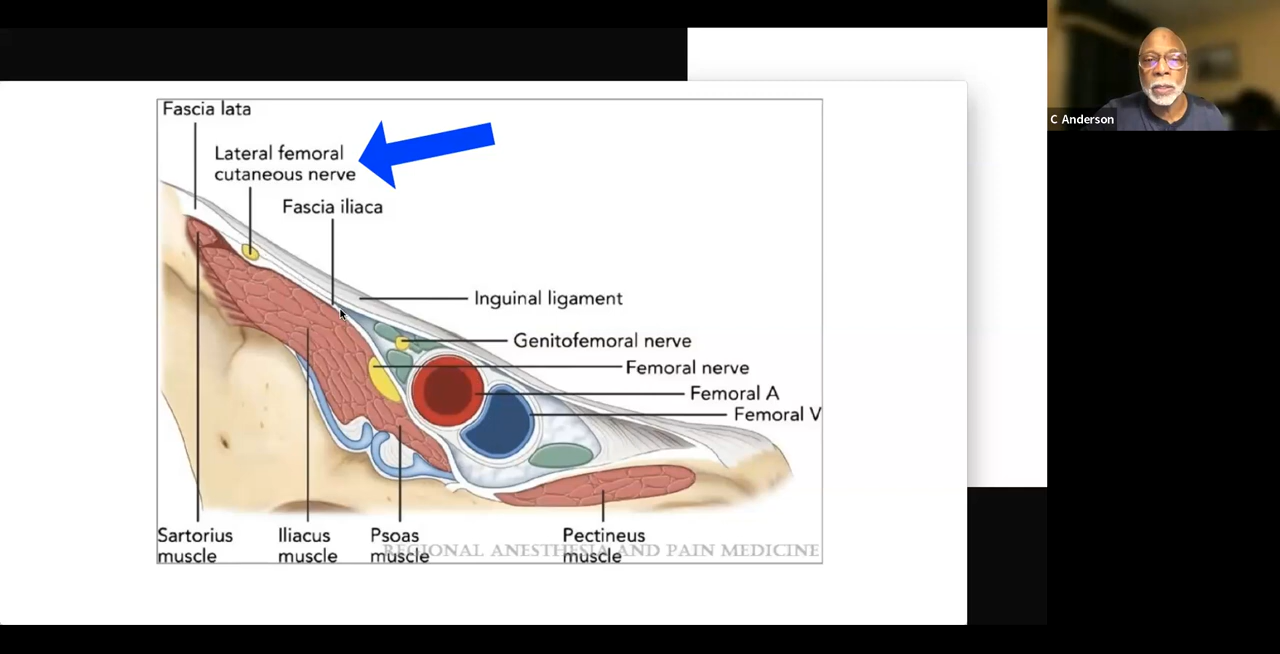 Fascia lata
Lateral femoral
cutaneous nerve
Fascia iliaca
Inguinal ligament
Genitofemoral nerve
Femoral nerve
Femoral A
Femoral V
Sartorius
muscle
Iliacus
muscle
Psoas
muscle
Pectineus
muscle
REGIONAL ANESTHESIA AND PAIN MEDICINE
C Anderson